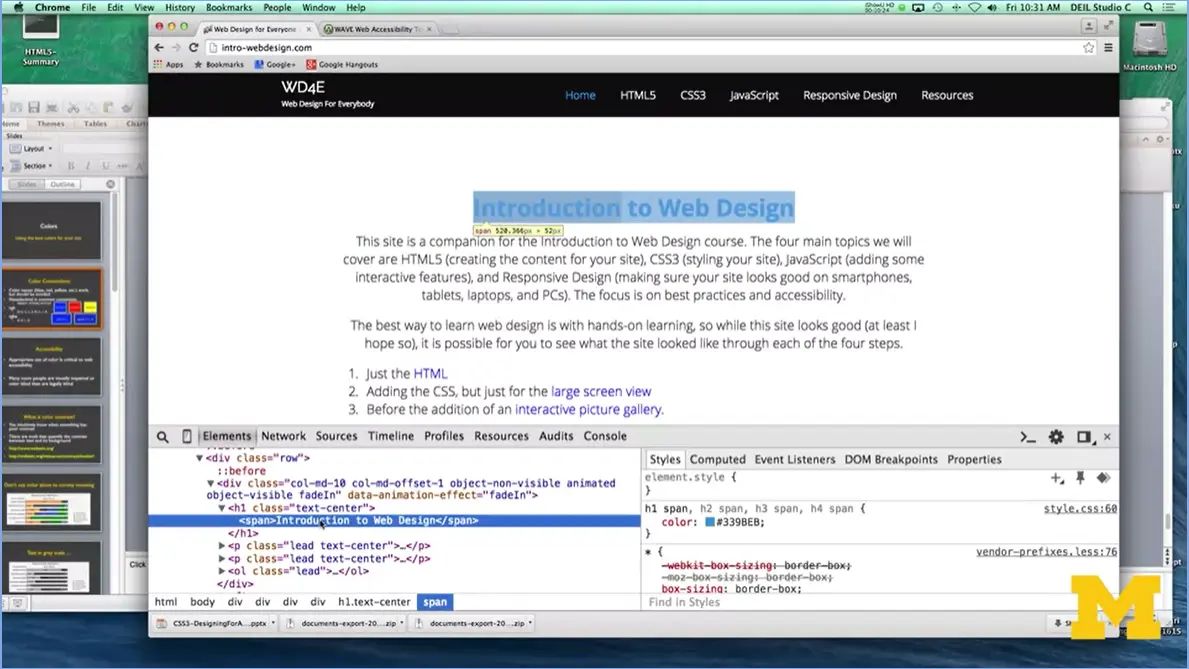 Chrome File Edit View History Bookmarks People Window Help
Fri 10:31 AM DEIL Studio C
HTML5-
Summary
Macintosh HD
Web Design for Everyone
WAVE Web Accessibility
intro-webdesign.com
Apps Bookmarks Google+ Google Hangouts
WD4E
Web Design For Everybody
Home HTML5 CSS3 JavaScript Responsive Design Resources
Introduction to Web Design
span 520.366px × 52px
This site is a companion for the Introduction to Web Design course. The four main topics we will
cover are HTML5 (creating the content for your site), CSS3 (styling your site), JavaScript (adding some
interactive features), and Responsive Design (making sure your site looks good on smartphones,
tablets, laptops, and PCs). The focus is on best practices and accessibility.
The best way to learn web design is with hands-on learning, so while this site looks good (at least I
hope so), it is possible for you to see what the site looked like through each of the four steps.
1. Just the HTML
2. Adding the CSS, but just for the large screen view
3. Before the addition of an interactive picture gallery.
Elements Network Sources Timeline Profiles Resources Audits Console
<div class="row">
::before
<div class="col-md-10 col-md-offset-1 object-non-visible animated
object-visible fadeIn" data-animation-effect="fadeIn">
<h1 class="text-center">
<span>Introduction to Web Design</span>
</h1>
<p class="lead text-center">…</p>
<p class="lead text-center">…</p>
<ol class="lead">…</ol>
</div>
html body div div div div h1.text-center span
Styles Computed Event Listeners DOM Breakpoints Properties
element.style {
}
h1 span, h2 span, h3 span, h4 span { style.css:60
color: #339BEB;
}
* { vendor-prefixes.less:76
-webkit-box-sizing: border-box;
-moz-box-sizing: border-box;
box-sizing: border-box;
Find in Styles
CSS3-DesigningForA....pptx documents-export-20....zip documents-export-20....zip
Home Themes Tables Chart
Slides
Layout
Section
Slides Outline
Colors
Color Conventions
Accessibility
What is color contrast?
Don't use color alone to convey meaning
Text in gray scale...
Click
M